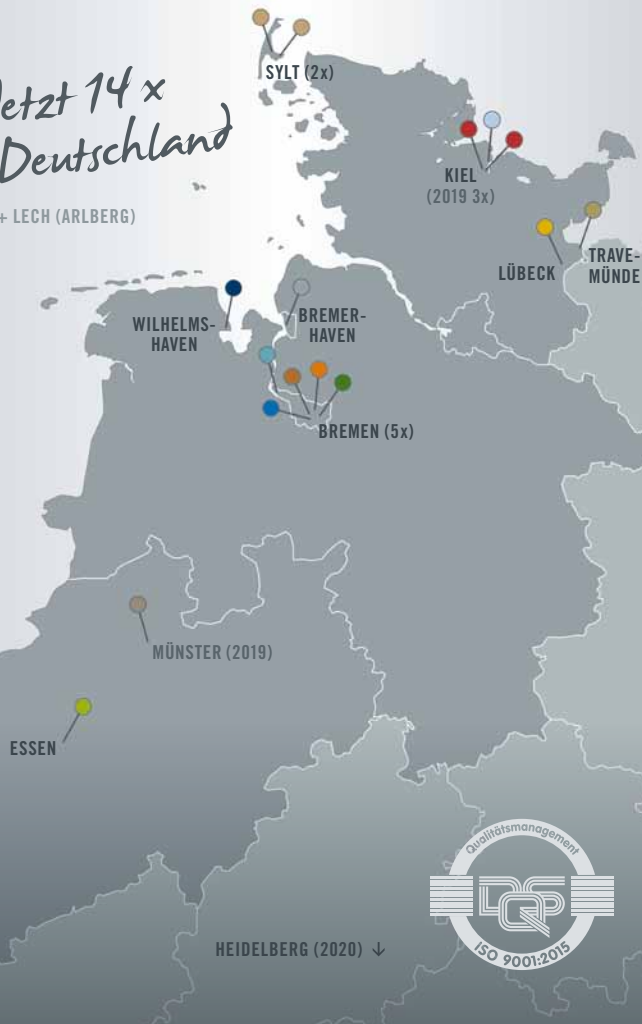 Jetzt 14 x
Deutschland
+ LECH (ARLBERG)
SYLT (2x)
KIEL
(2019 3x)
LÜBECK
TRAVE-
MÜNDE
WILHELMS-
HAVEN
BREMER-
HAVEN
BREMEN (5x)
MÜNSTER (2019)
ESSEN
HEIDELBERG (2020) ↓
Qualitätsmanagement
DQS
ISO 9001:2015